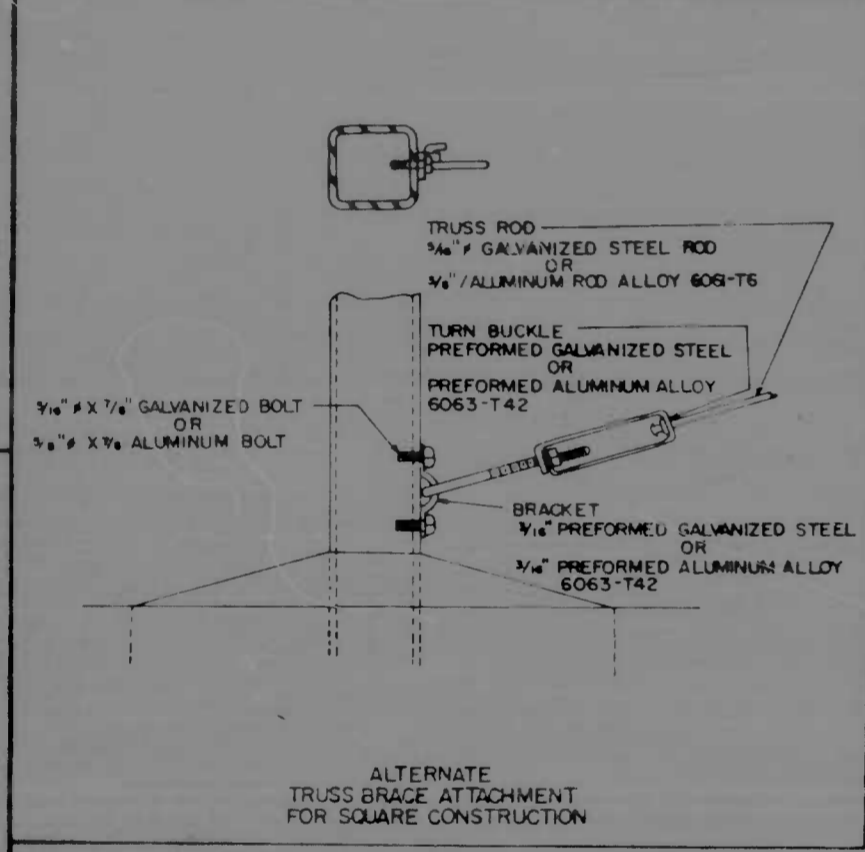 TRUSS ROD
5/16" ø GALVANIZED STEEL ROD
OR
3/8" / ALUMINUM ROD ALLOY 6061-T6
TURN BUCKLE
PREFORMED GALVANIZED STEEL
OR
PREFORMED ALUMINUM ALLOY
6063-T42
ø X 7/8" GALVANIZED BOLT
OR
3/8" ø X 7/8 ALUMINUM BOLT
BRACKET
3/16" PREFORMED GALVANIZED STEEL
OR
3/16" PREFORMED ALUMINUM ALLOY
6063-T42
ALTERNATE
TRUSS BRACE ATTACHMENT
FOR SQUARE CONSTRUCTION